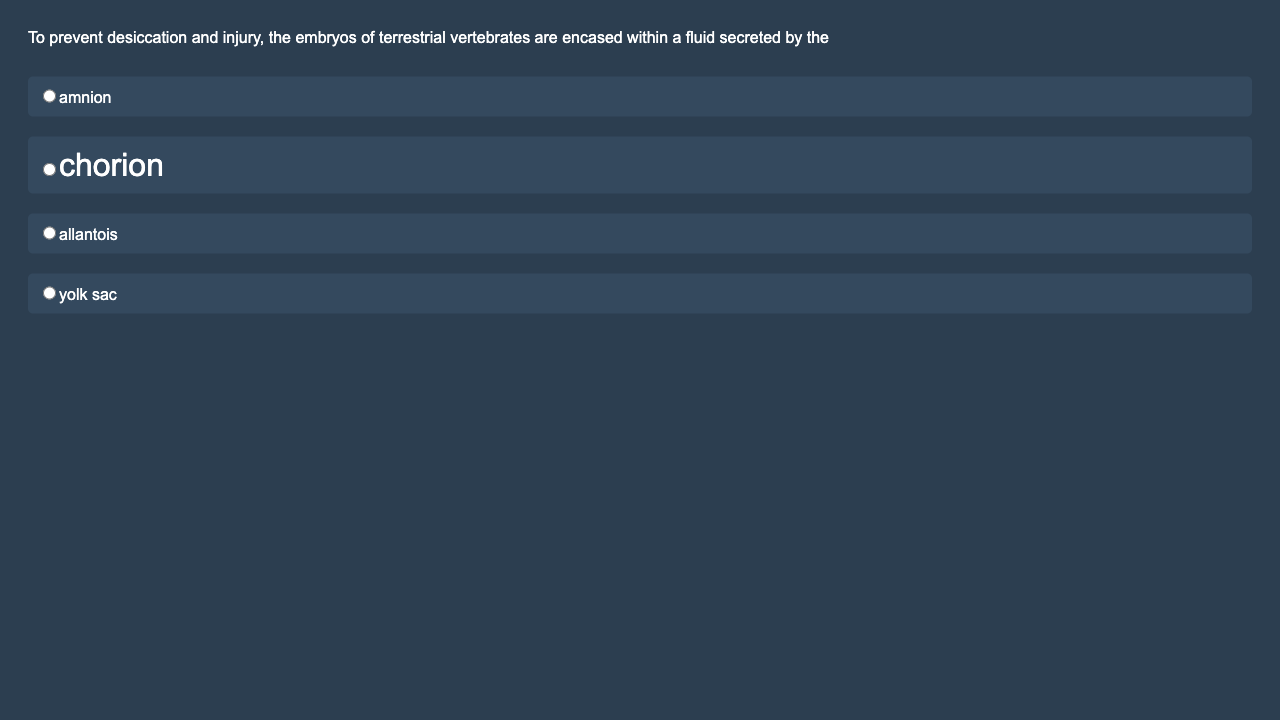 To prevent desiccation and injury, the embryos of terrestrial vertebrates are encased within a fluid secreted by the
amnion
chorion
allantois
yolk sac